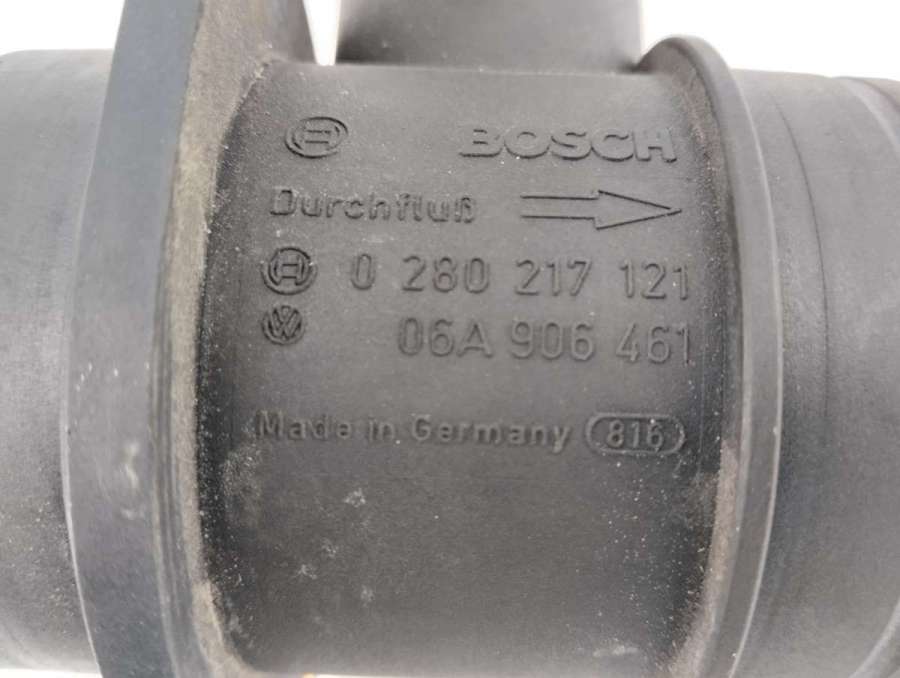 BOSCH
Durchfluß
0 280 217 121
06A 906 461
Made in Germany 816